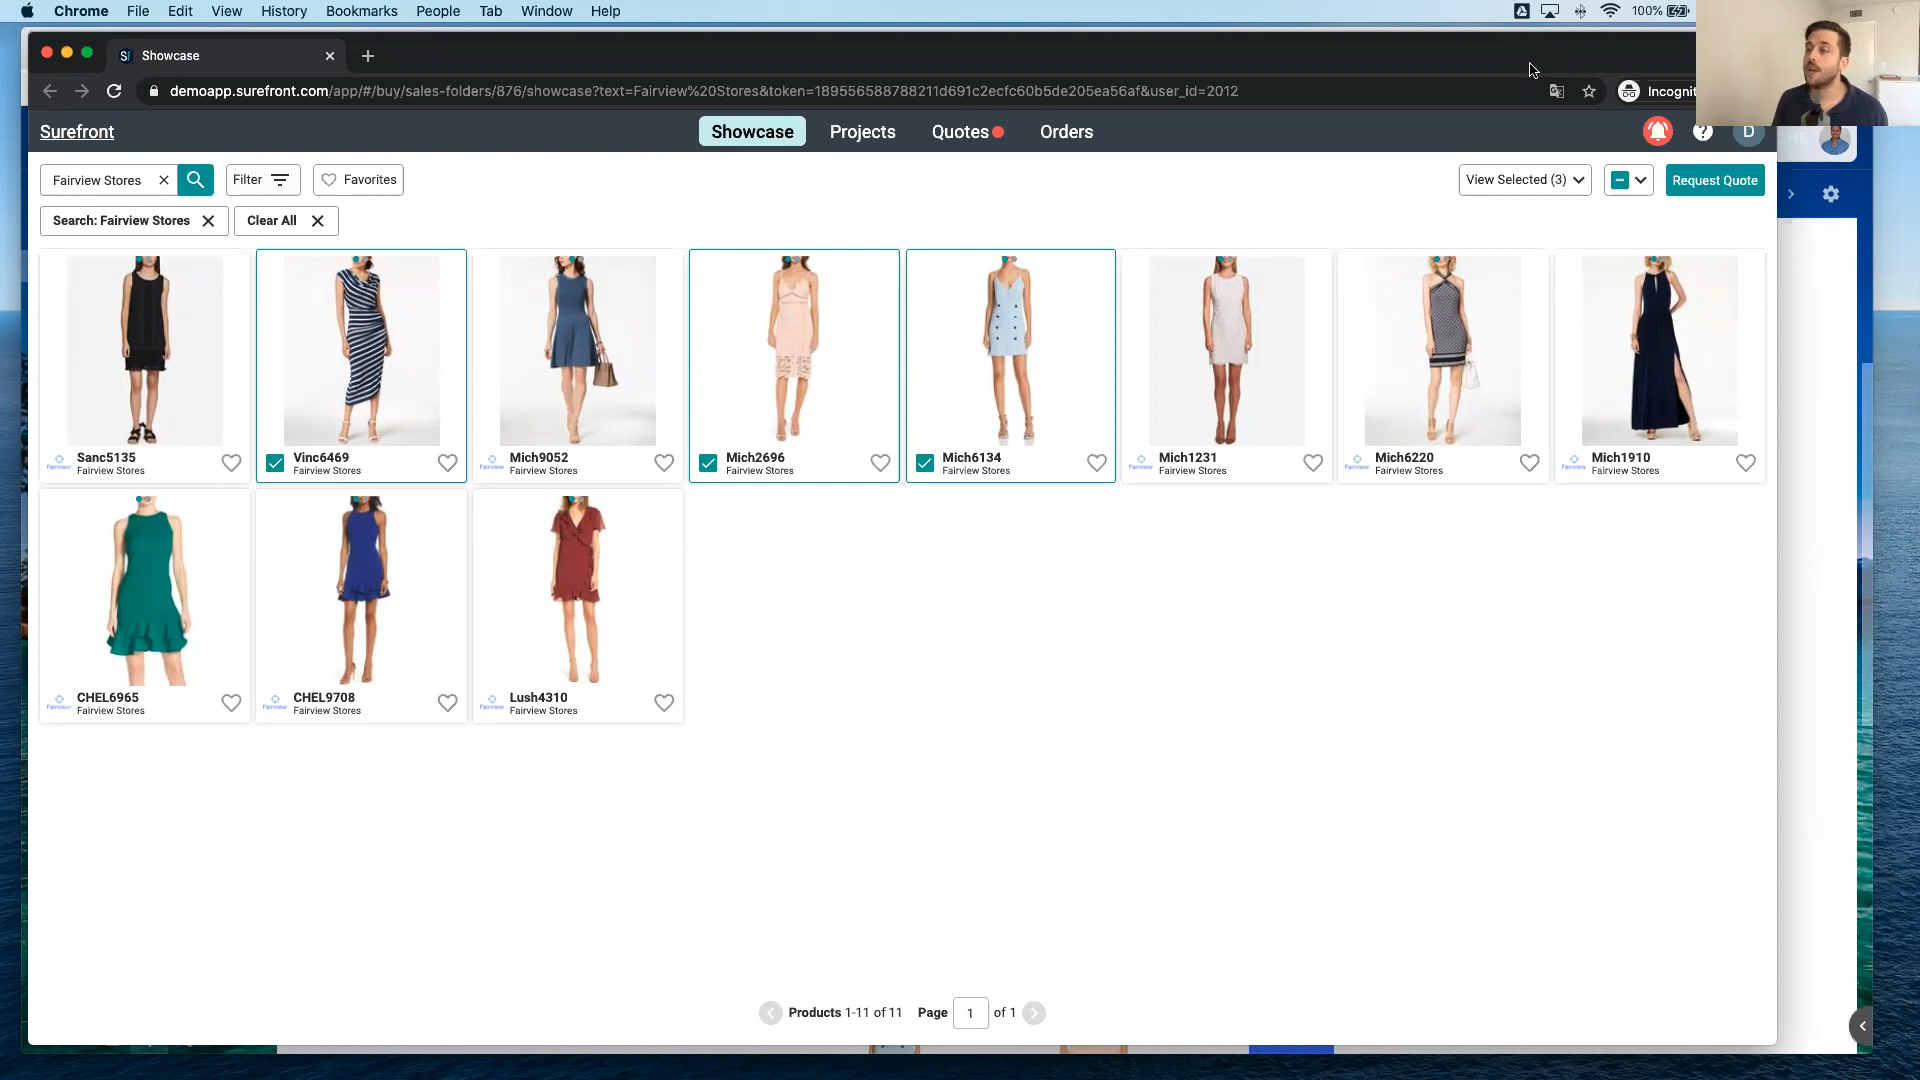 Chrome File Edit View History Bookmarks People Tab Window Help 100%
Sf Showcase
demoapp.surefront.com/app/#/buy/sales-folders/876/showcase?text=Fairview%20Stores&token=189556588788211d691c2ecfc60b5de205ea56af&user_id=2012 Incognit
Surefront Showcase Projects Quotes Orders ? D
Fairview Stores Filter Favorites View Selected (3) Request Quote
Search: Fairview Stores Clear All
Sanc5135 Vinc6469 Mich9052 Mich2696 Mich6134 Mich1231 Mich6220 Mich1910
Fairview Stores Fairview Stores Fairview Stores Fairview Stores Fairview Stores Fairview Stores Fairview Stores Fairview Stores
CHEL6965 CHEL9708 Lush4310
Fairview Stores Fairview Stores Fairview Stores
Products 1-11 of 11 Page 1 of 1